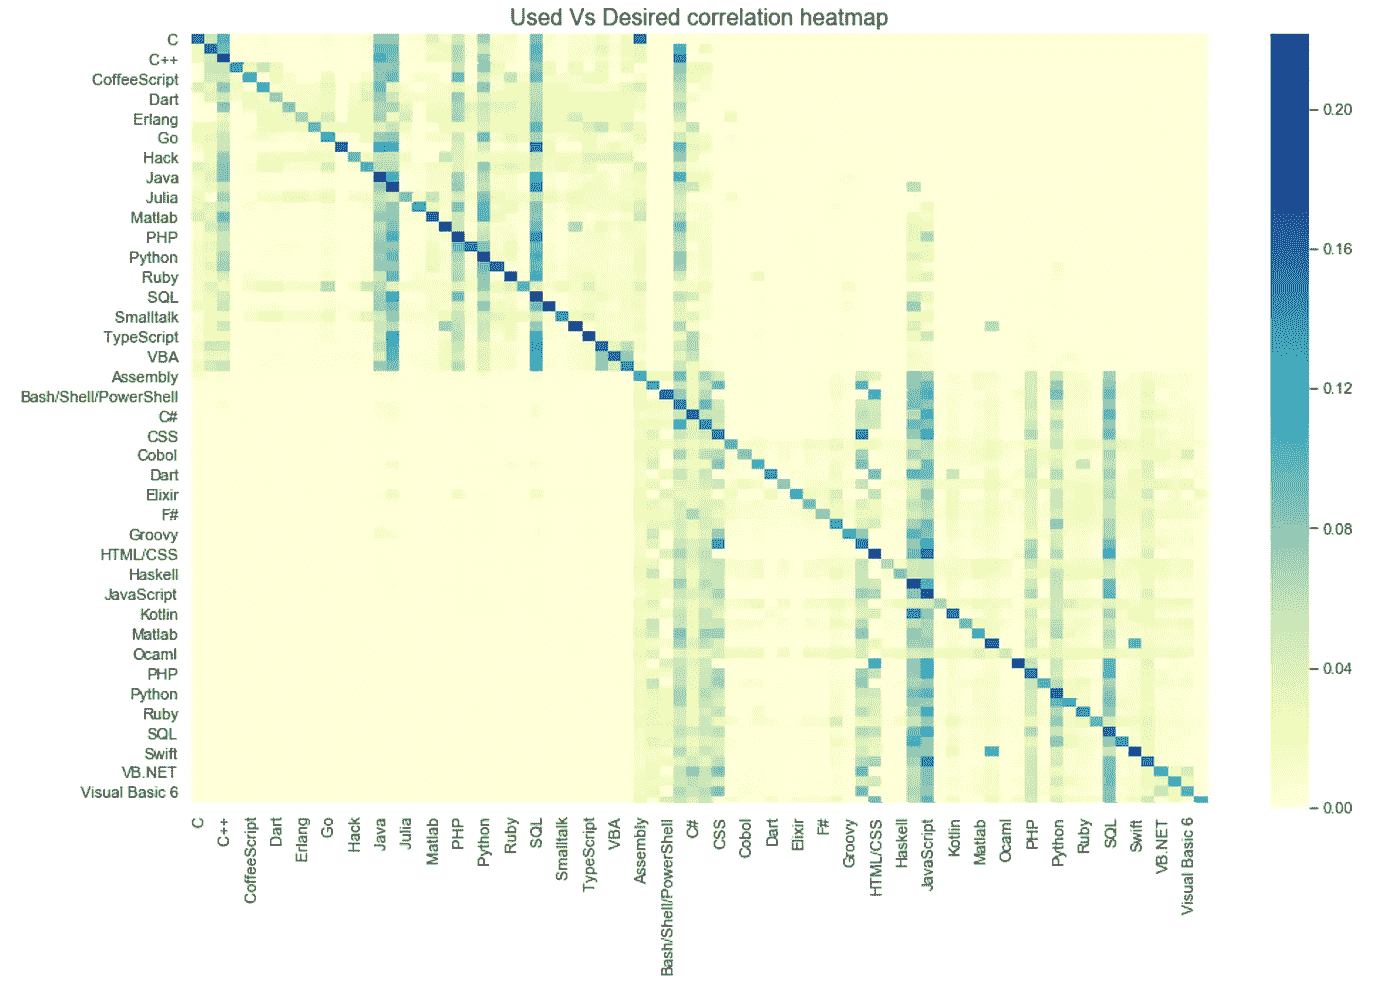 Used Vs Desired correlation heatmap
C
C++
CoffeeScript
Dart
Erlang
Go
Hack
Java
Julia
Matlab
PHP
Python
Ruby
SQL
Smalltalk
TypeScript
VBA
Assembly
Bash/Shell/PowerShell
C#
CSS
Cobol
Dart
Elixir
F#
Groovy
HTML/CSS
Haskell
JavaScript
Kotlin
Matlab
Ocaml
PHP
Python
Ruby
SQL
Swift
VB.NET
Visual Basic 6
C
C++
CoffeeScript
Dart
Erlang
Go
Hack
Java
Julia
Matlab
PHP
Python
Ruby
SQL
Smalltalk
TypeScript
VBA
Assembly
Bash/Shell/PowerShell
C#
CSS
Cobol
Dart
Elixir
F#
Groovy
HTML/CSS
Haskell
JavaScript
Kotlin
Matlab
Ocaml
PHP
Python
Ruby
SQL
Swift
VB.NET
Visual Basic 6
0.20
0.16
0.12
0.08
0.04
0.00